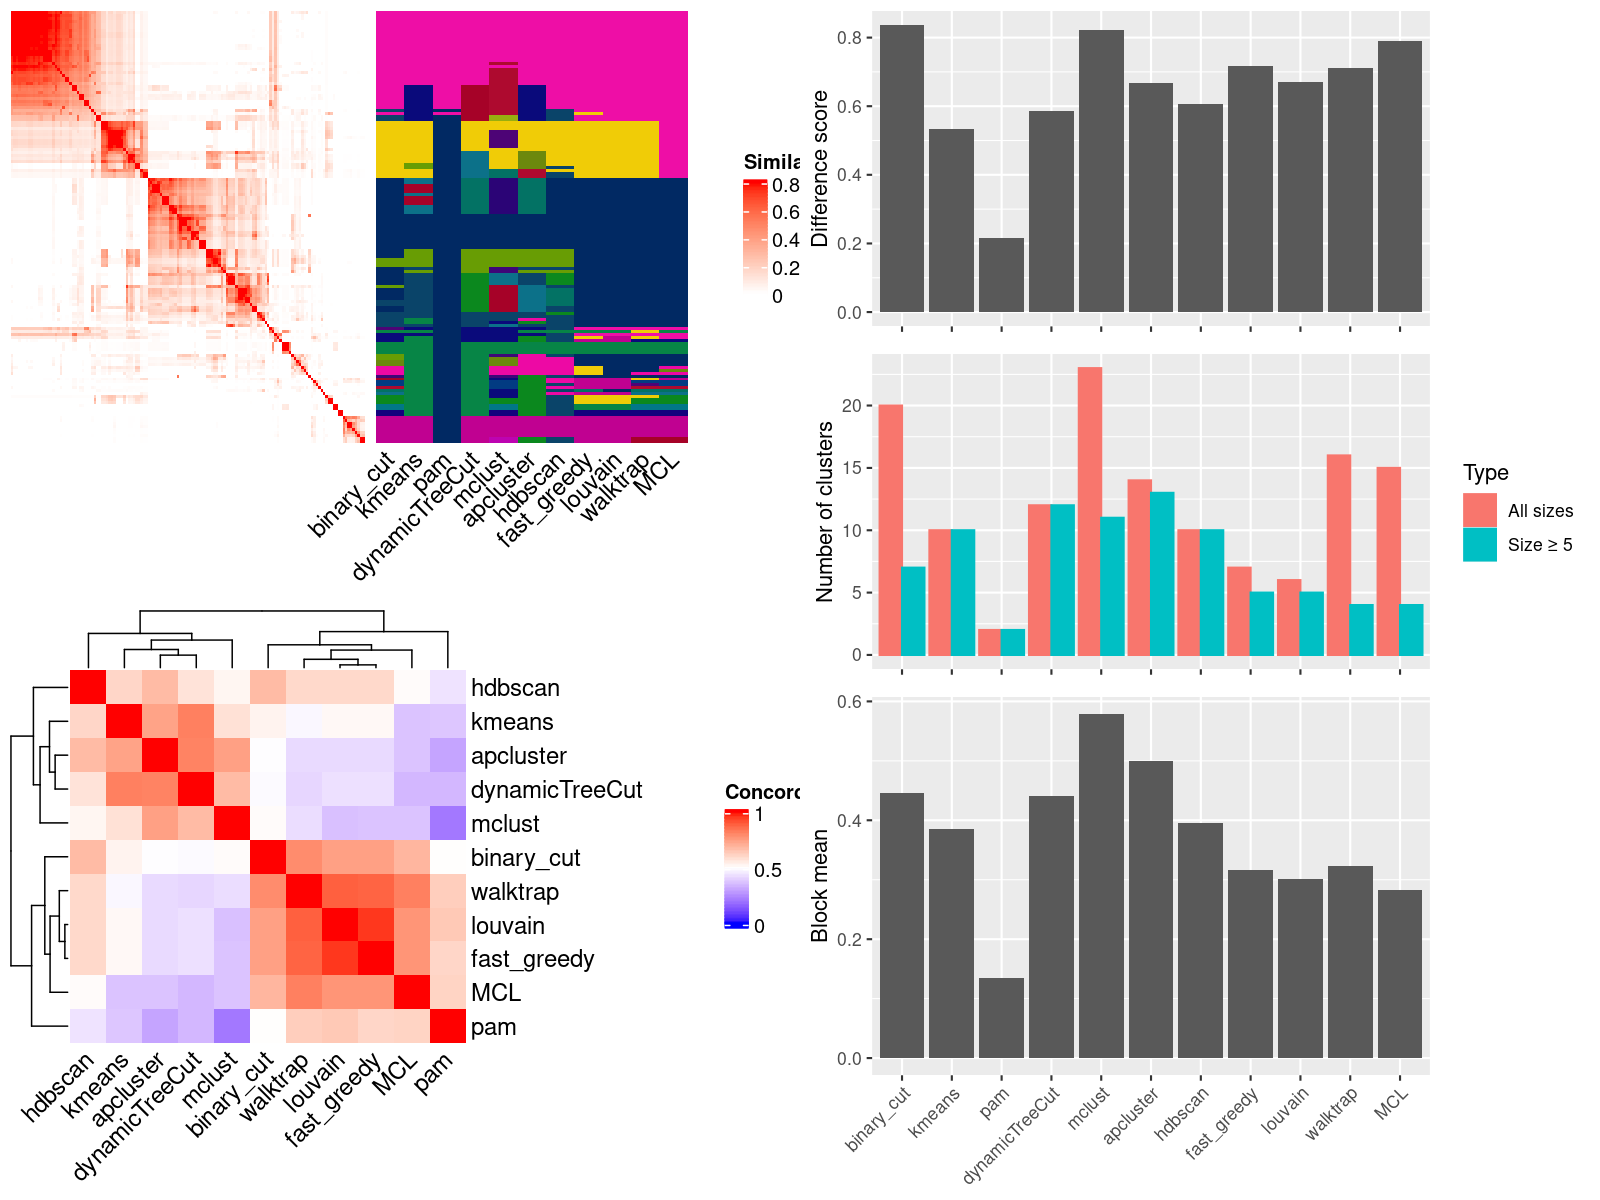 Simila
0.8
0.6
0.4
0.2
0
binary_cut
kmeans
pam
dynamicTreeCut
mclust
apcluster
hdbscan
fast_greedy
louvain
walktrap
MCL
hdbscan
kmeans
apcluster
dynamicTreeCut
mclust
binary_cut
walktrap
louvain
fast_greedy
MCL
pam
Concord
1
0.5
0
hdbscan
kmeans
apcluster
dynamicTreeCut
mclust
binary_cut
walktrap
louvain
fast_greedy
MCL
pam
Difference score
0.8
0.6
0.4
0.2
0.0
Number of clusters
20
15
10
5
0
Type
All sizes
Size ≥ 5
Block mean
0.6
0.4
0.2
0.0
binary_cut
kmeans
pam
dynamicTreeCut
mclust
apcluster
hdbscan
fast_greedy
louvain
walktrap
MCL